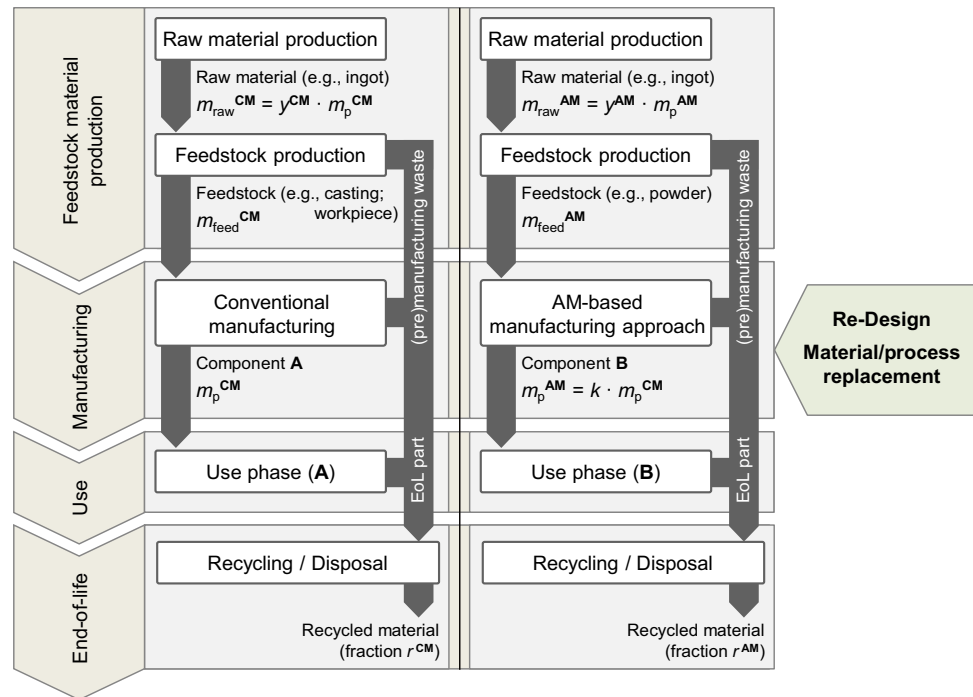 Feedstock material
production
Raw material production
Raw material (e.g., ingot)
m_raw^CM = y^CM · m_p^CM
Feedstock production
Feedstock (e.g., casting;
workpiece)
m_feed^CM
(pre)manufacturing waste
Raw material production
Raw material (e.g., ingot)
m_raw^AM = y^AM · m_p^AM
Feedstock production
Feedstock (e.g., powder)
m_feed^AM
(pre)manufacturing waste
Manufacturing
Conventional
manufacturing
Component A
m_p^CM
AM-based
manufacturing approach
Component B
m_p^AM = k · m_p^CM
Re-Design
Material/process
replacement
Use
Use phase (A)
EoL part
Use phase (B)
EoL part
End-of-life
Recycling / Disposal
Recycled material
(fraction r^CM)
Recycling / Disposal
Recycled material
(fraction r^AM)